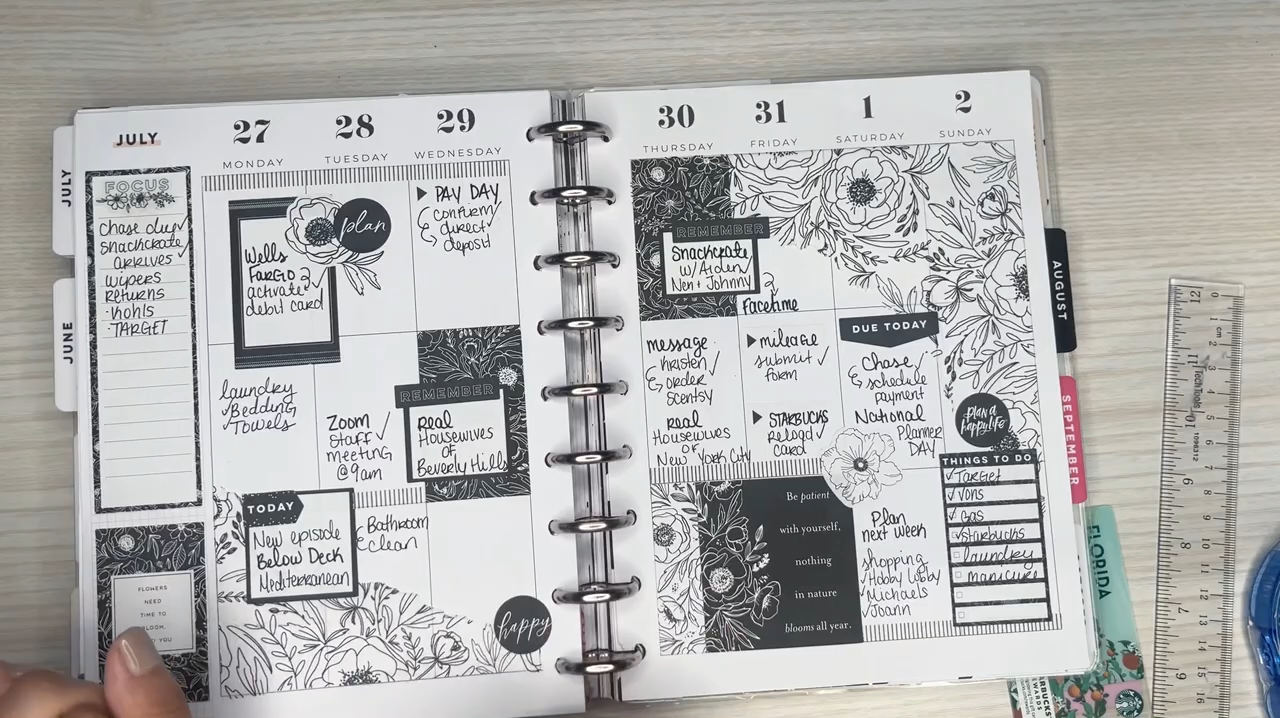 JULY
27
MONDAY
28
TUESDAY
29
WEDNESDAY
FOCUS
chase
snackcrate
arrives
wipers
returns
·Kohls
·TARGET
FLOWERS
NEED
TIME TO
YOU
Wells
FARGO
activate
debit card
plan
PAY DAY
confirm
direct
deposit
laundry
Bedding
Towels
Zoom
staff
meeting
@9am
REMEMBER
Real
Housewives
of
Beverly Hills
TODAY
New episode
Below Deck
Mediterranean
Bathroom
clean
happy
30
THURSDAY
31
FRIDAY
1
SATURDAY
2
SUNDAY
REMEMBER
Snackcrate
w/Aiden
Nen + Johnny
Facetime
message
Kristen
order
Scentsy
Real
Housewives
of
New York City
mileage
submit
form
STARBUCKS
Reload
card
DUE TODAY
Chase
schedule
payment
National
Planner
DAY
plan a
happy life
Be patient
with yourself,
nothing
in nature
blooms all year.
Plan
next week
shopping
Hobby Lobby
Michaels
Joann
THINGS TO DO
TARGET
Vons
Gas
Starbucks
laundry
manicure
JULY
JUNE
AUGUST
SEPTEMBER
FLORIDA
STARBUCKS